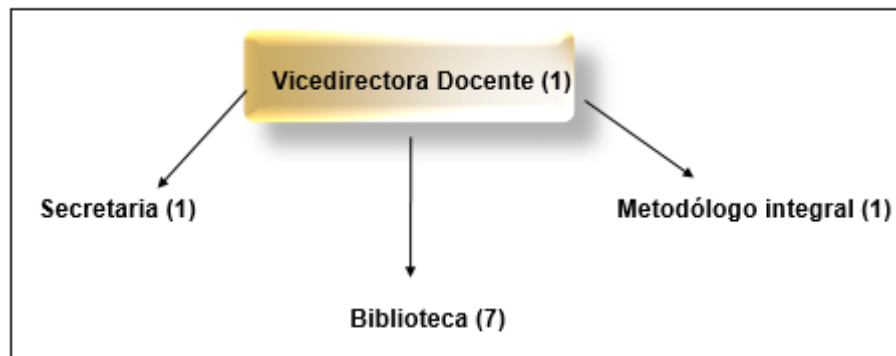 Vicedirectora Docente (1)
Secretaria (1)
Metodólogo integral (1)
Biblioteca (7)